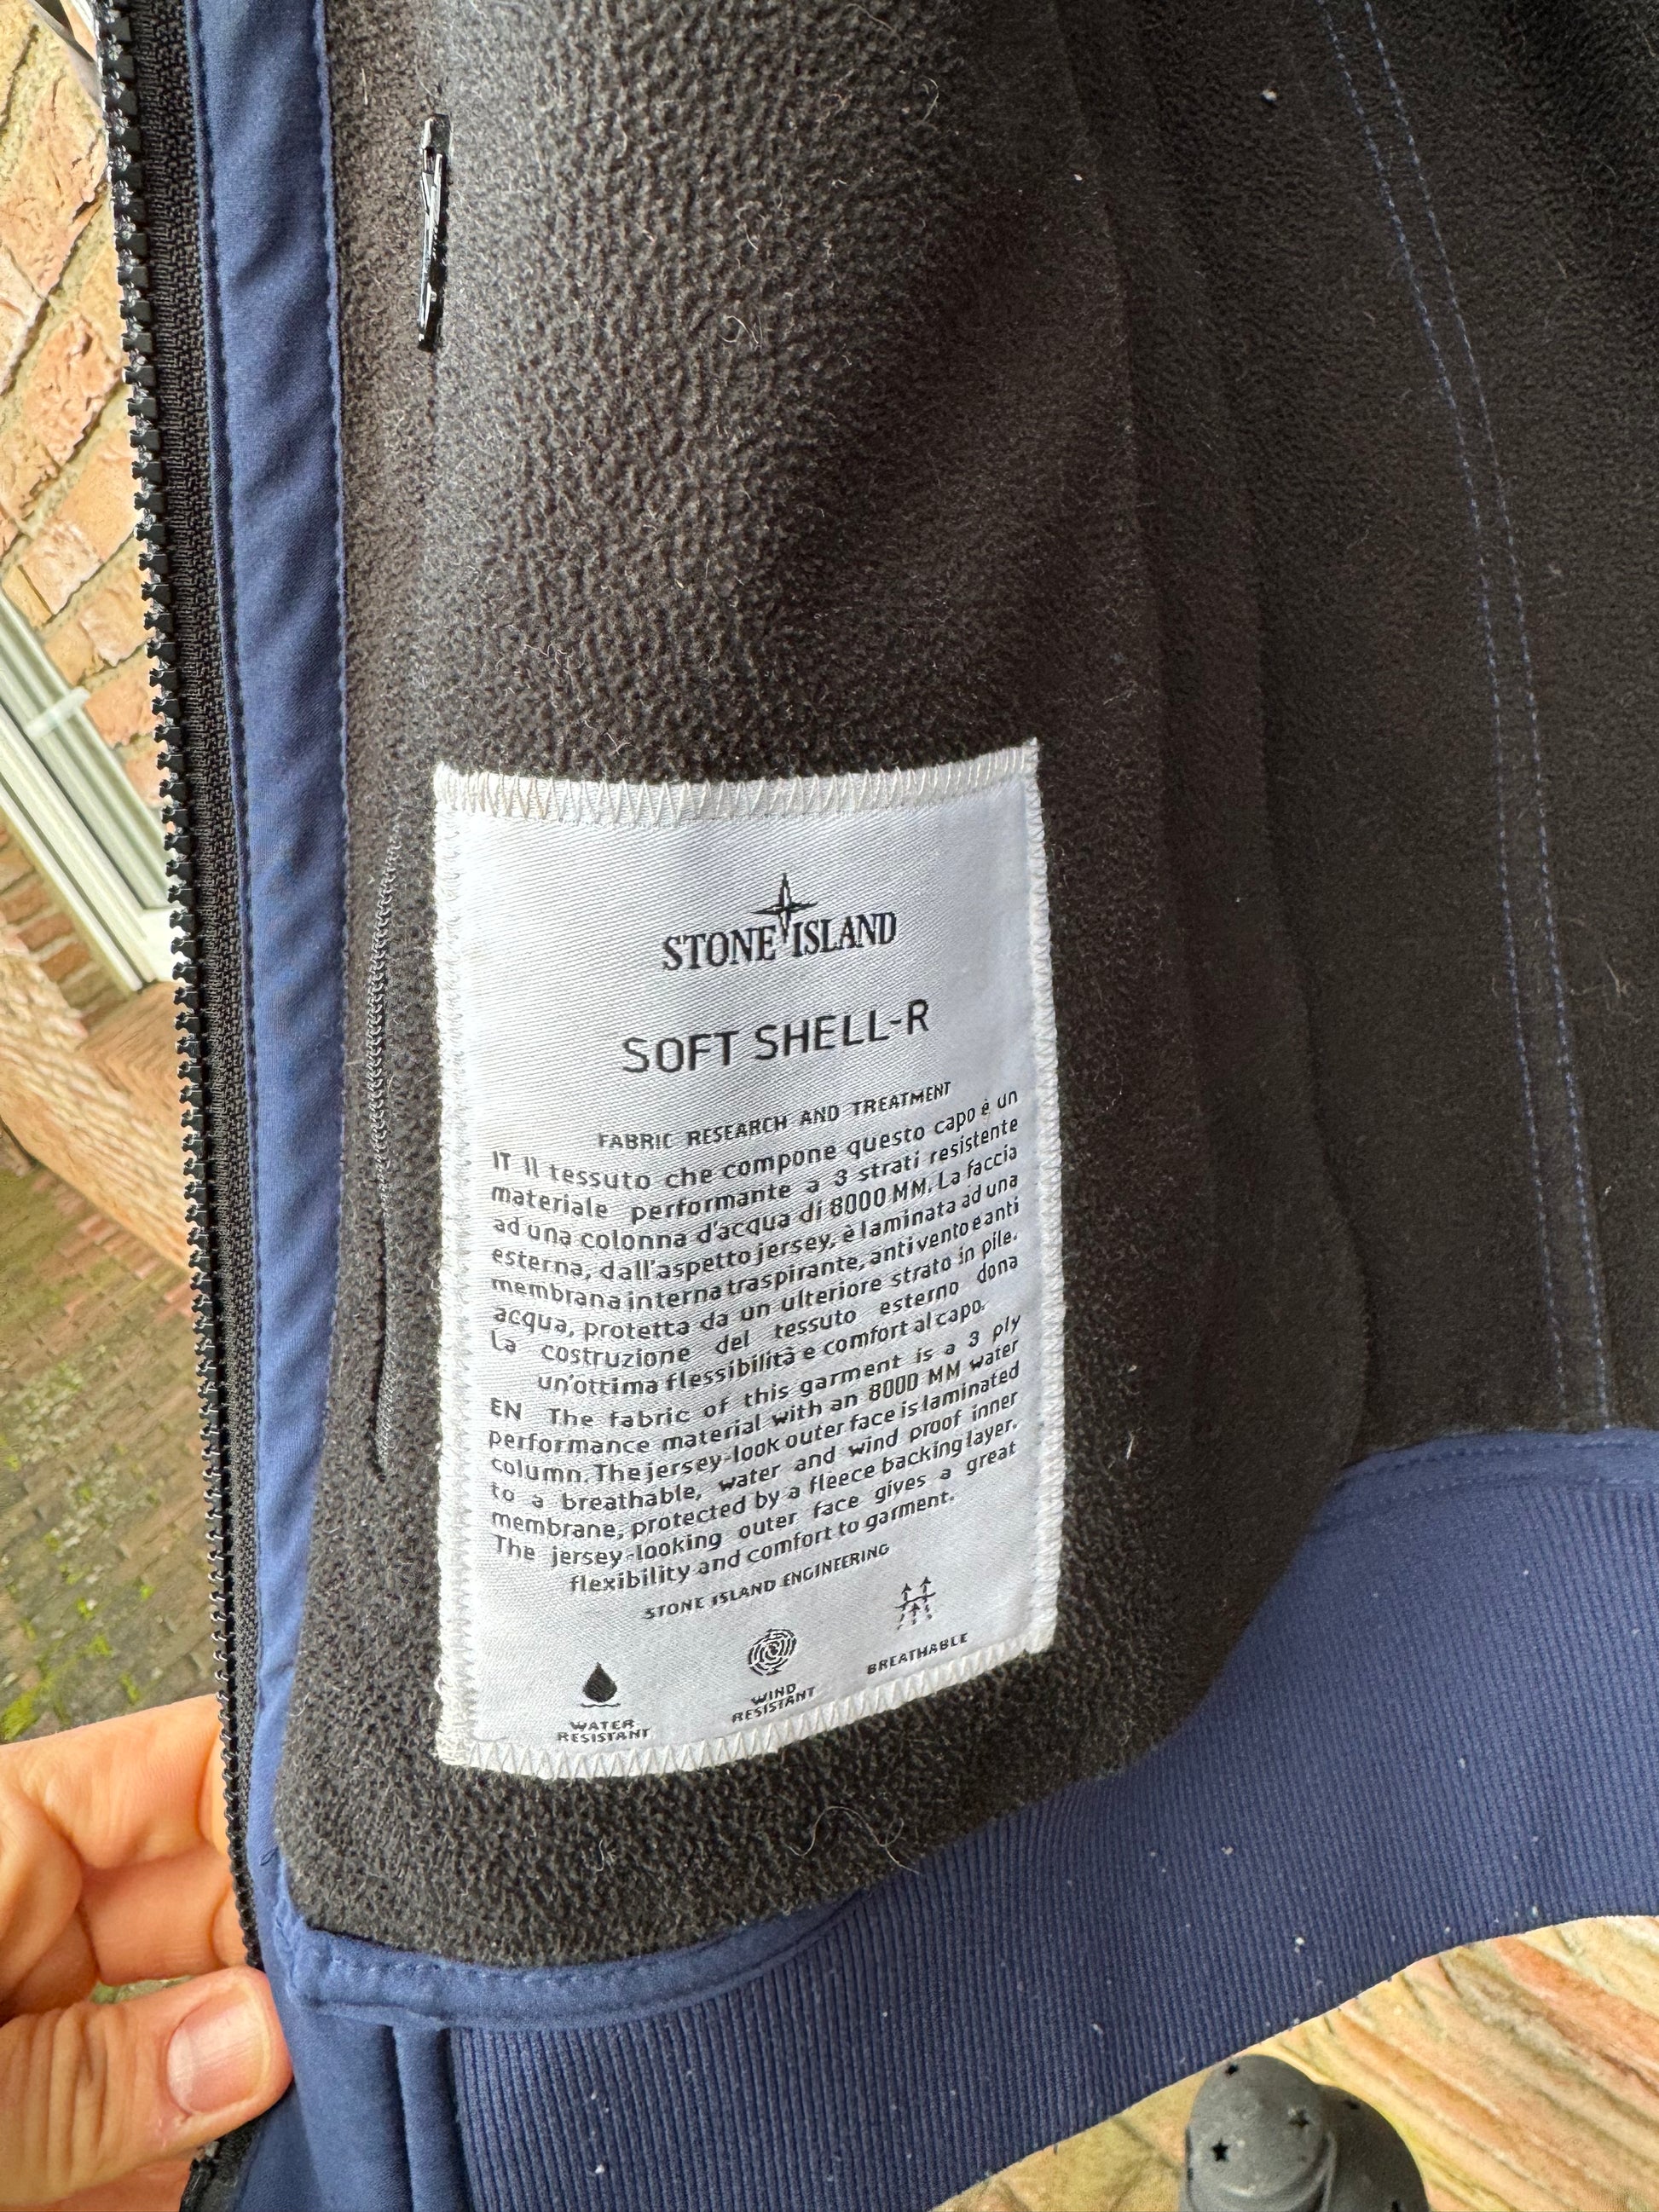 STONE ISLAND
SOFT SHELL-R
FABRIC RESEARCH AND TREATMENT
IT Il tessuto che compone questo capo è un
materiale performante a 3 strati resistente
ad una colonna d'acqua di 8000 MM. La faccia
esterna, dall'aspetto jersey, è laminata ad una
membrana interna traspirante, antivento e anti
acqua, protetta da un ulteriore strato in pile.
La costruzione del tessuto esterno dona
un'ottima flessibilità e comfort al capo.
EN The fabric of this garment is a 3 ply
performance material with an 8000 MM water
column. The jersey-look outer face is laminated
to a breathable, water and wind proof inner
membrane, protected by a fleece backing layer.
The jersey-looking outer face gives a great
flexibility and comfort to garment.
STONE ISLAND ENGINEERING
WATER
RESISTANT
WIND
RESISTANT
BREATHABLE